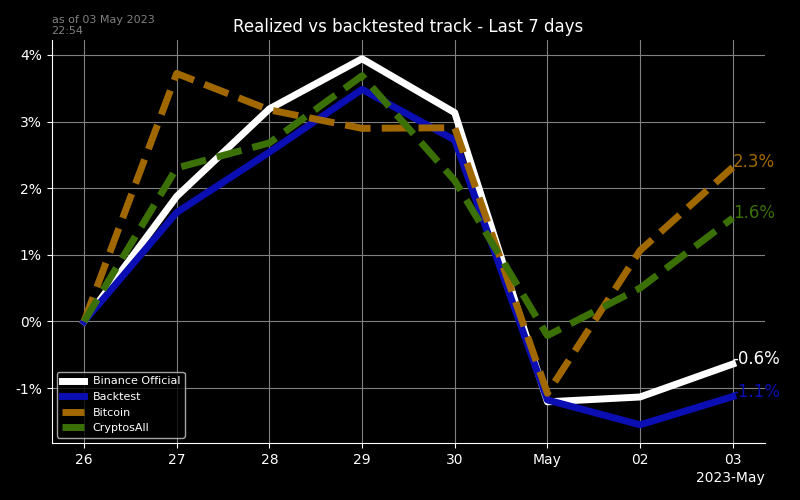 as of 03 May 2023
22:54
Realized vs backtested track - Last 7 days
4%
3%
2%
1%
0%
-1%
2.3%
1.6%
-0.6%
-1.1%
Binance Official
Backtest
Bitcoin
CryptosAll
26 27 28 29 30 May 02 03
2023-May